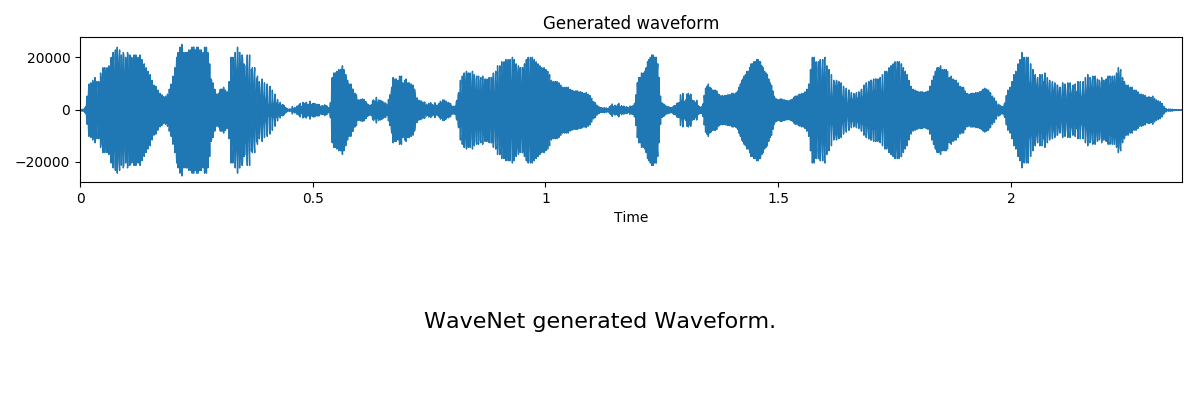 Generated waveform
20000
0
−20000
0 0.5 1 1.5 2
Time
WaveNet generated Waveform.